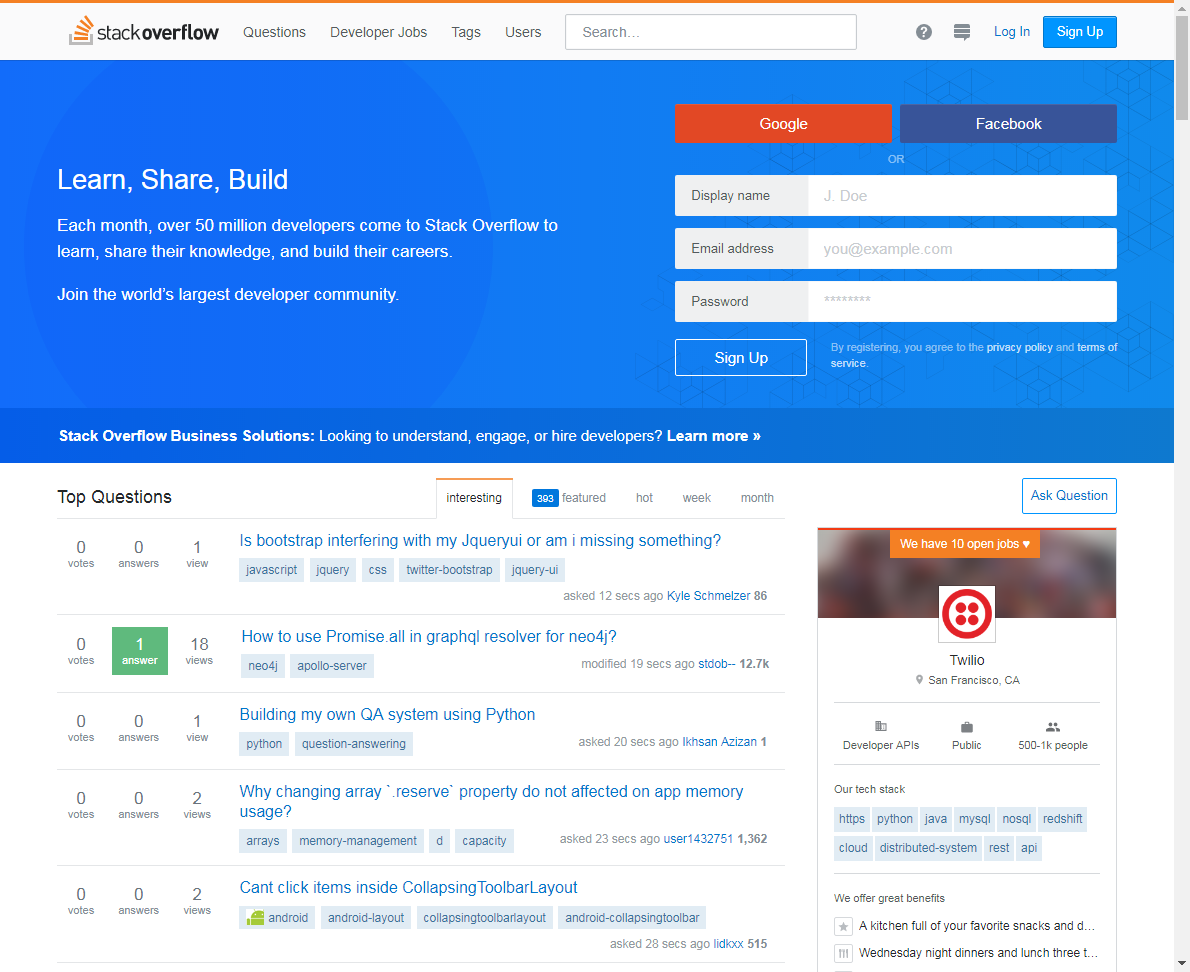 stackoverflow Questions Developer Jobs Tags Users Search... Log In Sign Up
Google Facebook
OR
Learn, Share, Build
Each month, over 50 million developers come to Stack Overflow to
learn, share their knowledge, and build their careers.
Join the world's largest developer community.
Display name J. Doe
Email address you@example.com
Password ********
Sign Up
By registering, you agree to the privacy policy and terms of
service.
Stack Overflow Business Solutions: Looking to understand, engage, or hire developers? Learn more »
Top Questions
interesting 393 featured hot week month
Ask Question
0 votes 0 answers 1 view
Is bootstrap interfering with my Jqueryui or am i missing something?
javascript jquery css twitter-bootstrap jquery-ui
asked 12 secs ago Kyle Schmelzer 86
0 votes 1 answer 18 views
How to use Promise.all in graphql resolver for neo4j?
neo4j apollo-server
modified 19 secs ago stdob-- 12.7k
0 votes 0 answers 1 view
Building my own QA system using Python
python question-answering
asked 20 secs ago Ikhsan Azizan 1
0 votes 0 answers 2 views
Why changing array `.reserve` property do not affected on app memory
usage?
arrays memory-management d capacity
asked 23 secs ago user1432751 1,362
0 votes 0 answers 2 views
Cant click items inside CollapsingToolbarLayout
android android-layout collapsingtoolbarlayout android-collapsingtoolbar
asked 28 secs ago lidkxx 515
We have 10 open jobs ♥
Twilio
San Francisco, CA
Developer APIs Public 500-1k people
Our tech stack
https python java mysql nosql redshift
cloud distributed-system rest api
We offer great benefits
A kitchen full of your favorite snacks and d...
Wednesday night dinners and lunch three t...